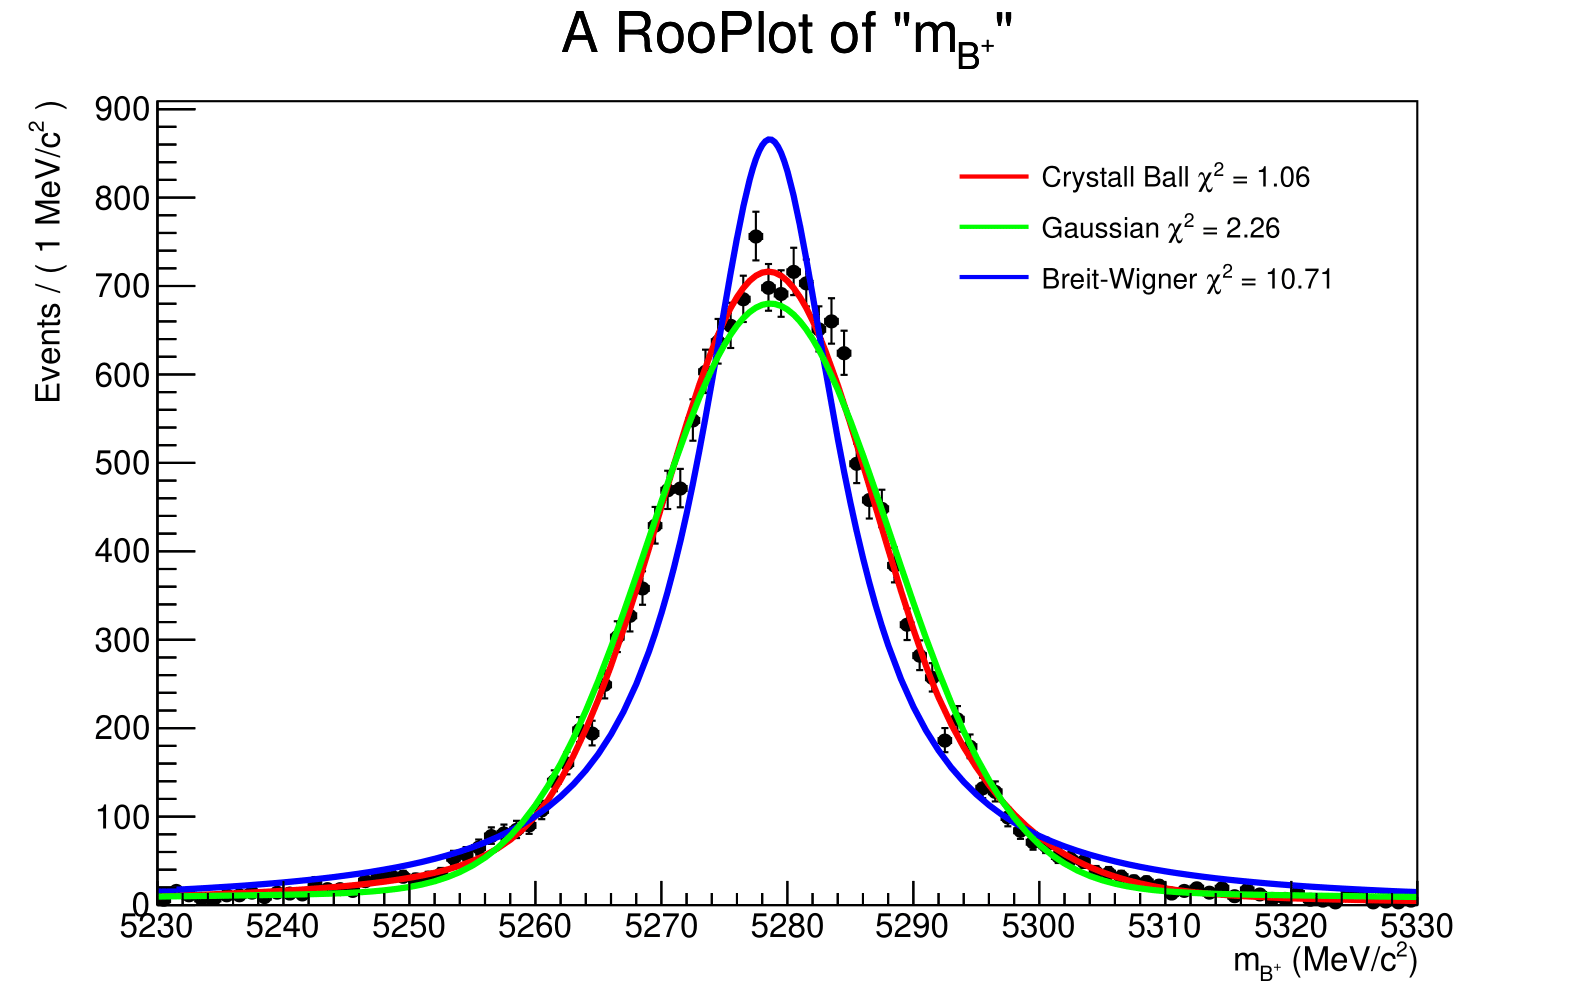 A RooPlot of "m_B⁺"
Events / ( 1 MeV/c² )
900
800
700
600
500
400
300
200
100
0
Crystall Ball χ² = 1.06
Gaussian χ² = 2.26
Breit-Wigner χ² = 10.71
5230 5240 5250 5260 5270 5280 5290 5300 5310 5320 5330
m_B⁺ (MeV/c²)